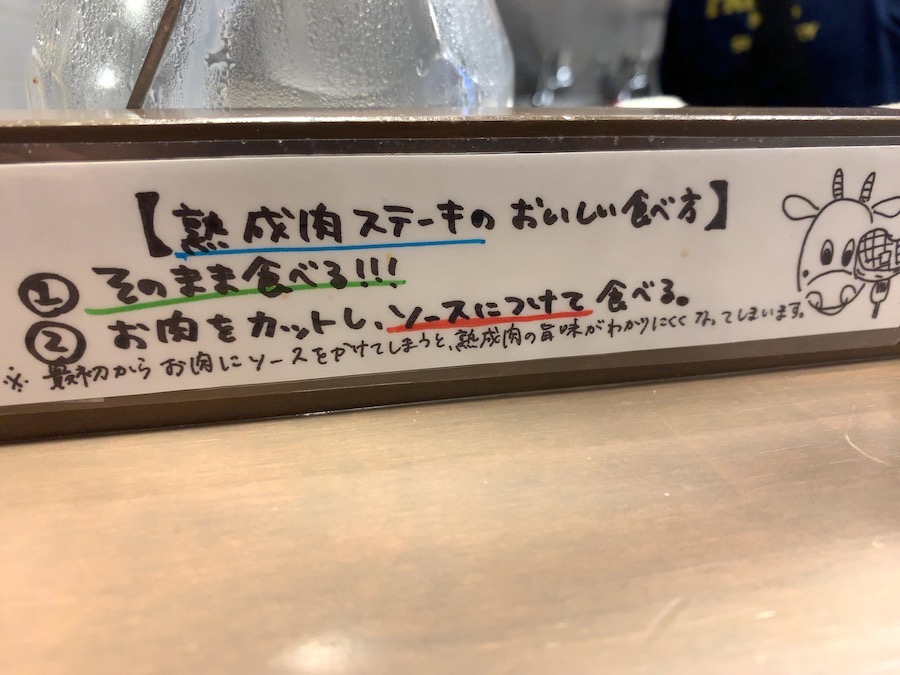 【熟成肉ステーキのおいしい食べ方】
① そのまま食べる!!!
② お肉をカットし、ソースにつけて食べる。
※ 最初からお肉にソースをかけてしまうと、熟成肉の旨味がわかりにくくなってしまいます。